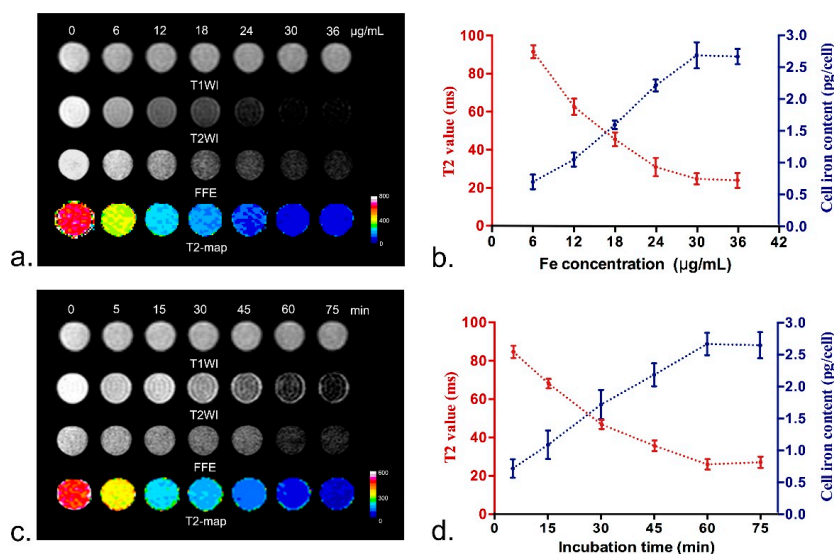 a.
0 6 12 18 24 30 36 µg/mL
T1WI
T2WI
FFE
T2-map
800
400
0
b.
T2 value (ms)
100
80
60
40
20
0
Cell iron content (pg/cell)
3.0
2.5
2.0
1.5
1.0
0.5
0.0
0 6 12 18 24 30 36 42
Fe concentration (µg/mL)
c.
0 5 15 30 45 60 75 min
T1WI
T2WI
FFE
T2-map
600
300
0
d.
T2 value (ms)
100
80
60
40
20
0
Cell iron content (pg/cell)
3.0
2.5
2.0
1.5
1.0
0.5
0.0
0 15 30 45 60 75
Incubation time (min)